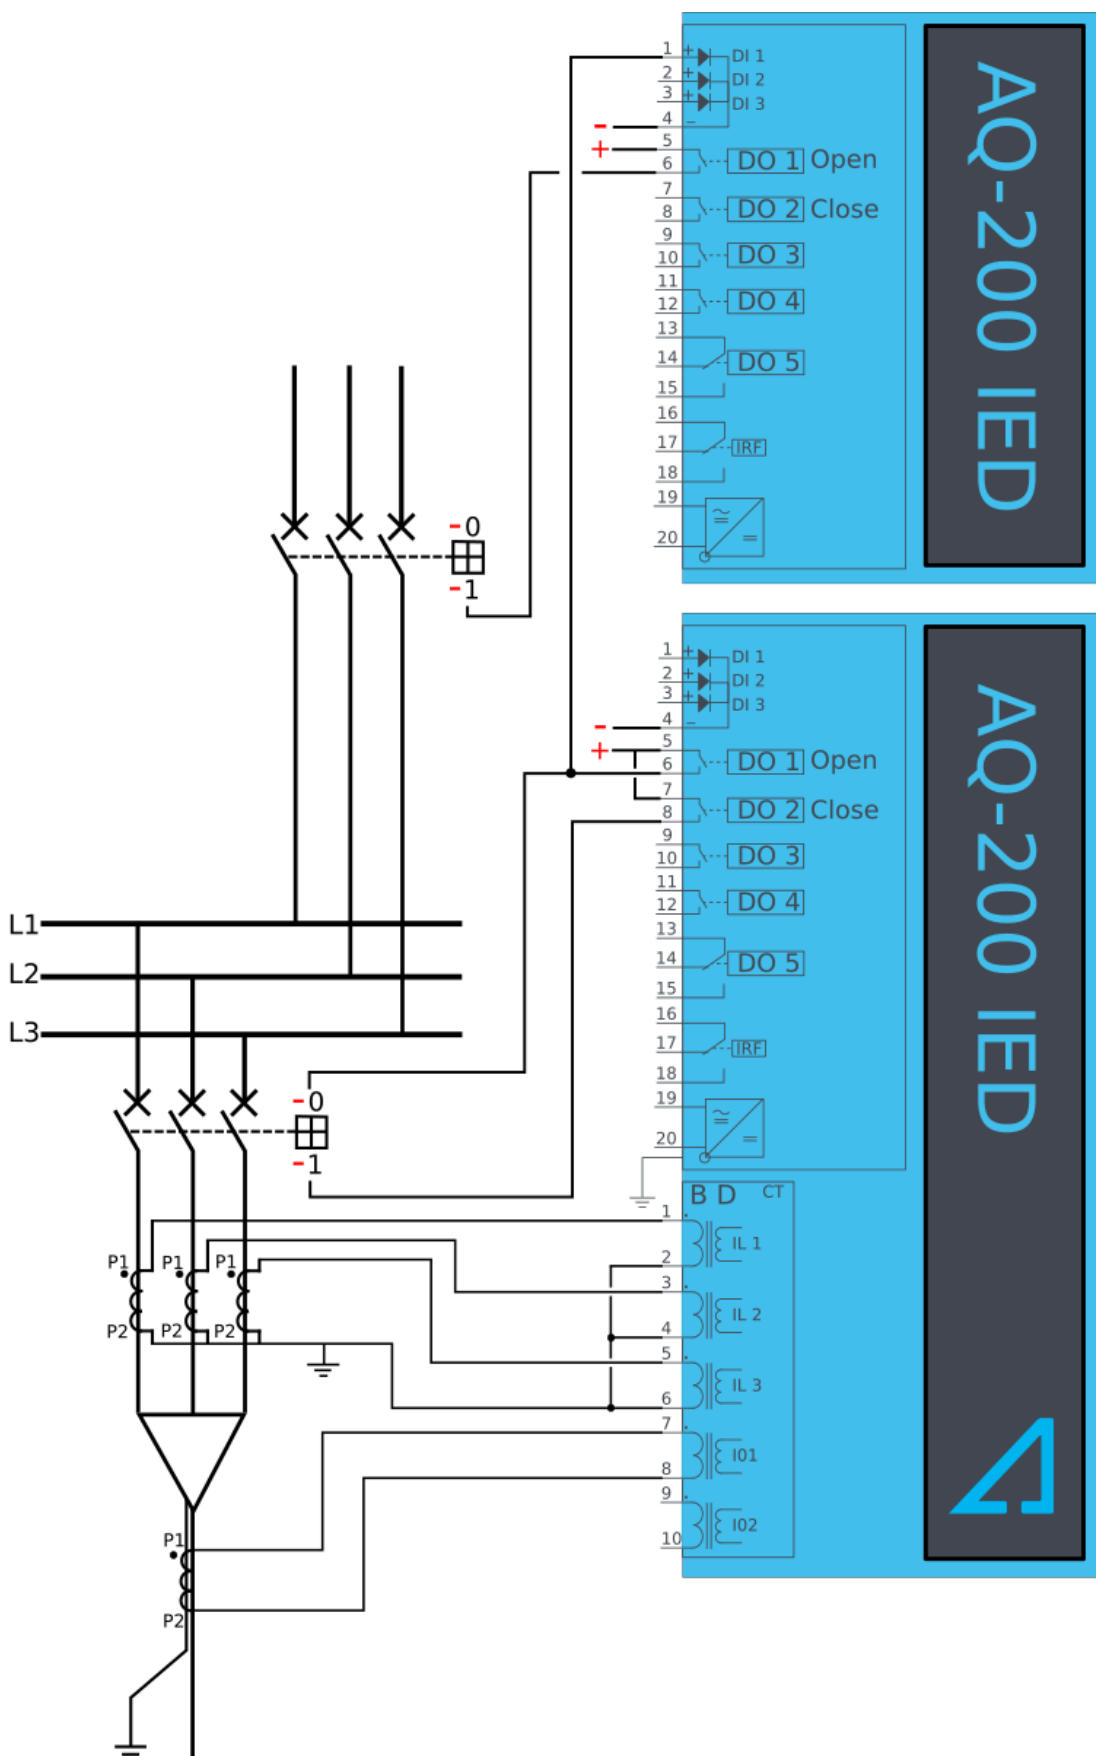 1 + DI 1
2 + DI 2
3 + DI 3
4 −
-
+
5
6 DO 1 Open
7
8 DO 2 Close
9
10 DO 3
11
12 DO 4
13
14 DO 5
15
16
17 IRF
18
19
20
AQ-200 IED
-0
-1
1 + DI 1
2 + DI 2
3 + DI 3
4 −
-
+
5
6 DO 1 Open
7
8 DO 2 Close
9
10 DO 3
11
12 DO 4
13
14 DO 5
15
16
17 IRF
18
19
20
AQ-200 IED
L1
L2
L3
-0
-1
B D CT
1
IL 1
2
3
IL 2
4
5
IL 3
6
7
I01
8
9
I02
10
P1 P1 P1
P2 P2 P2
P1
P2